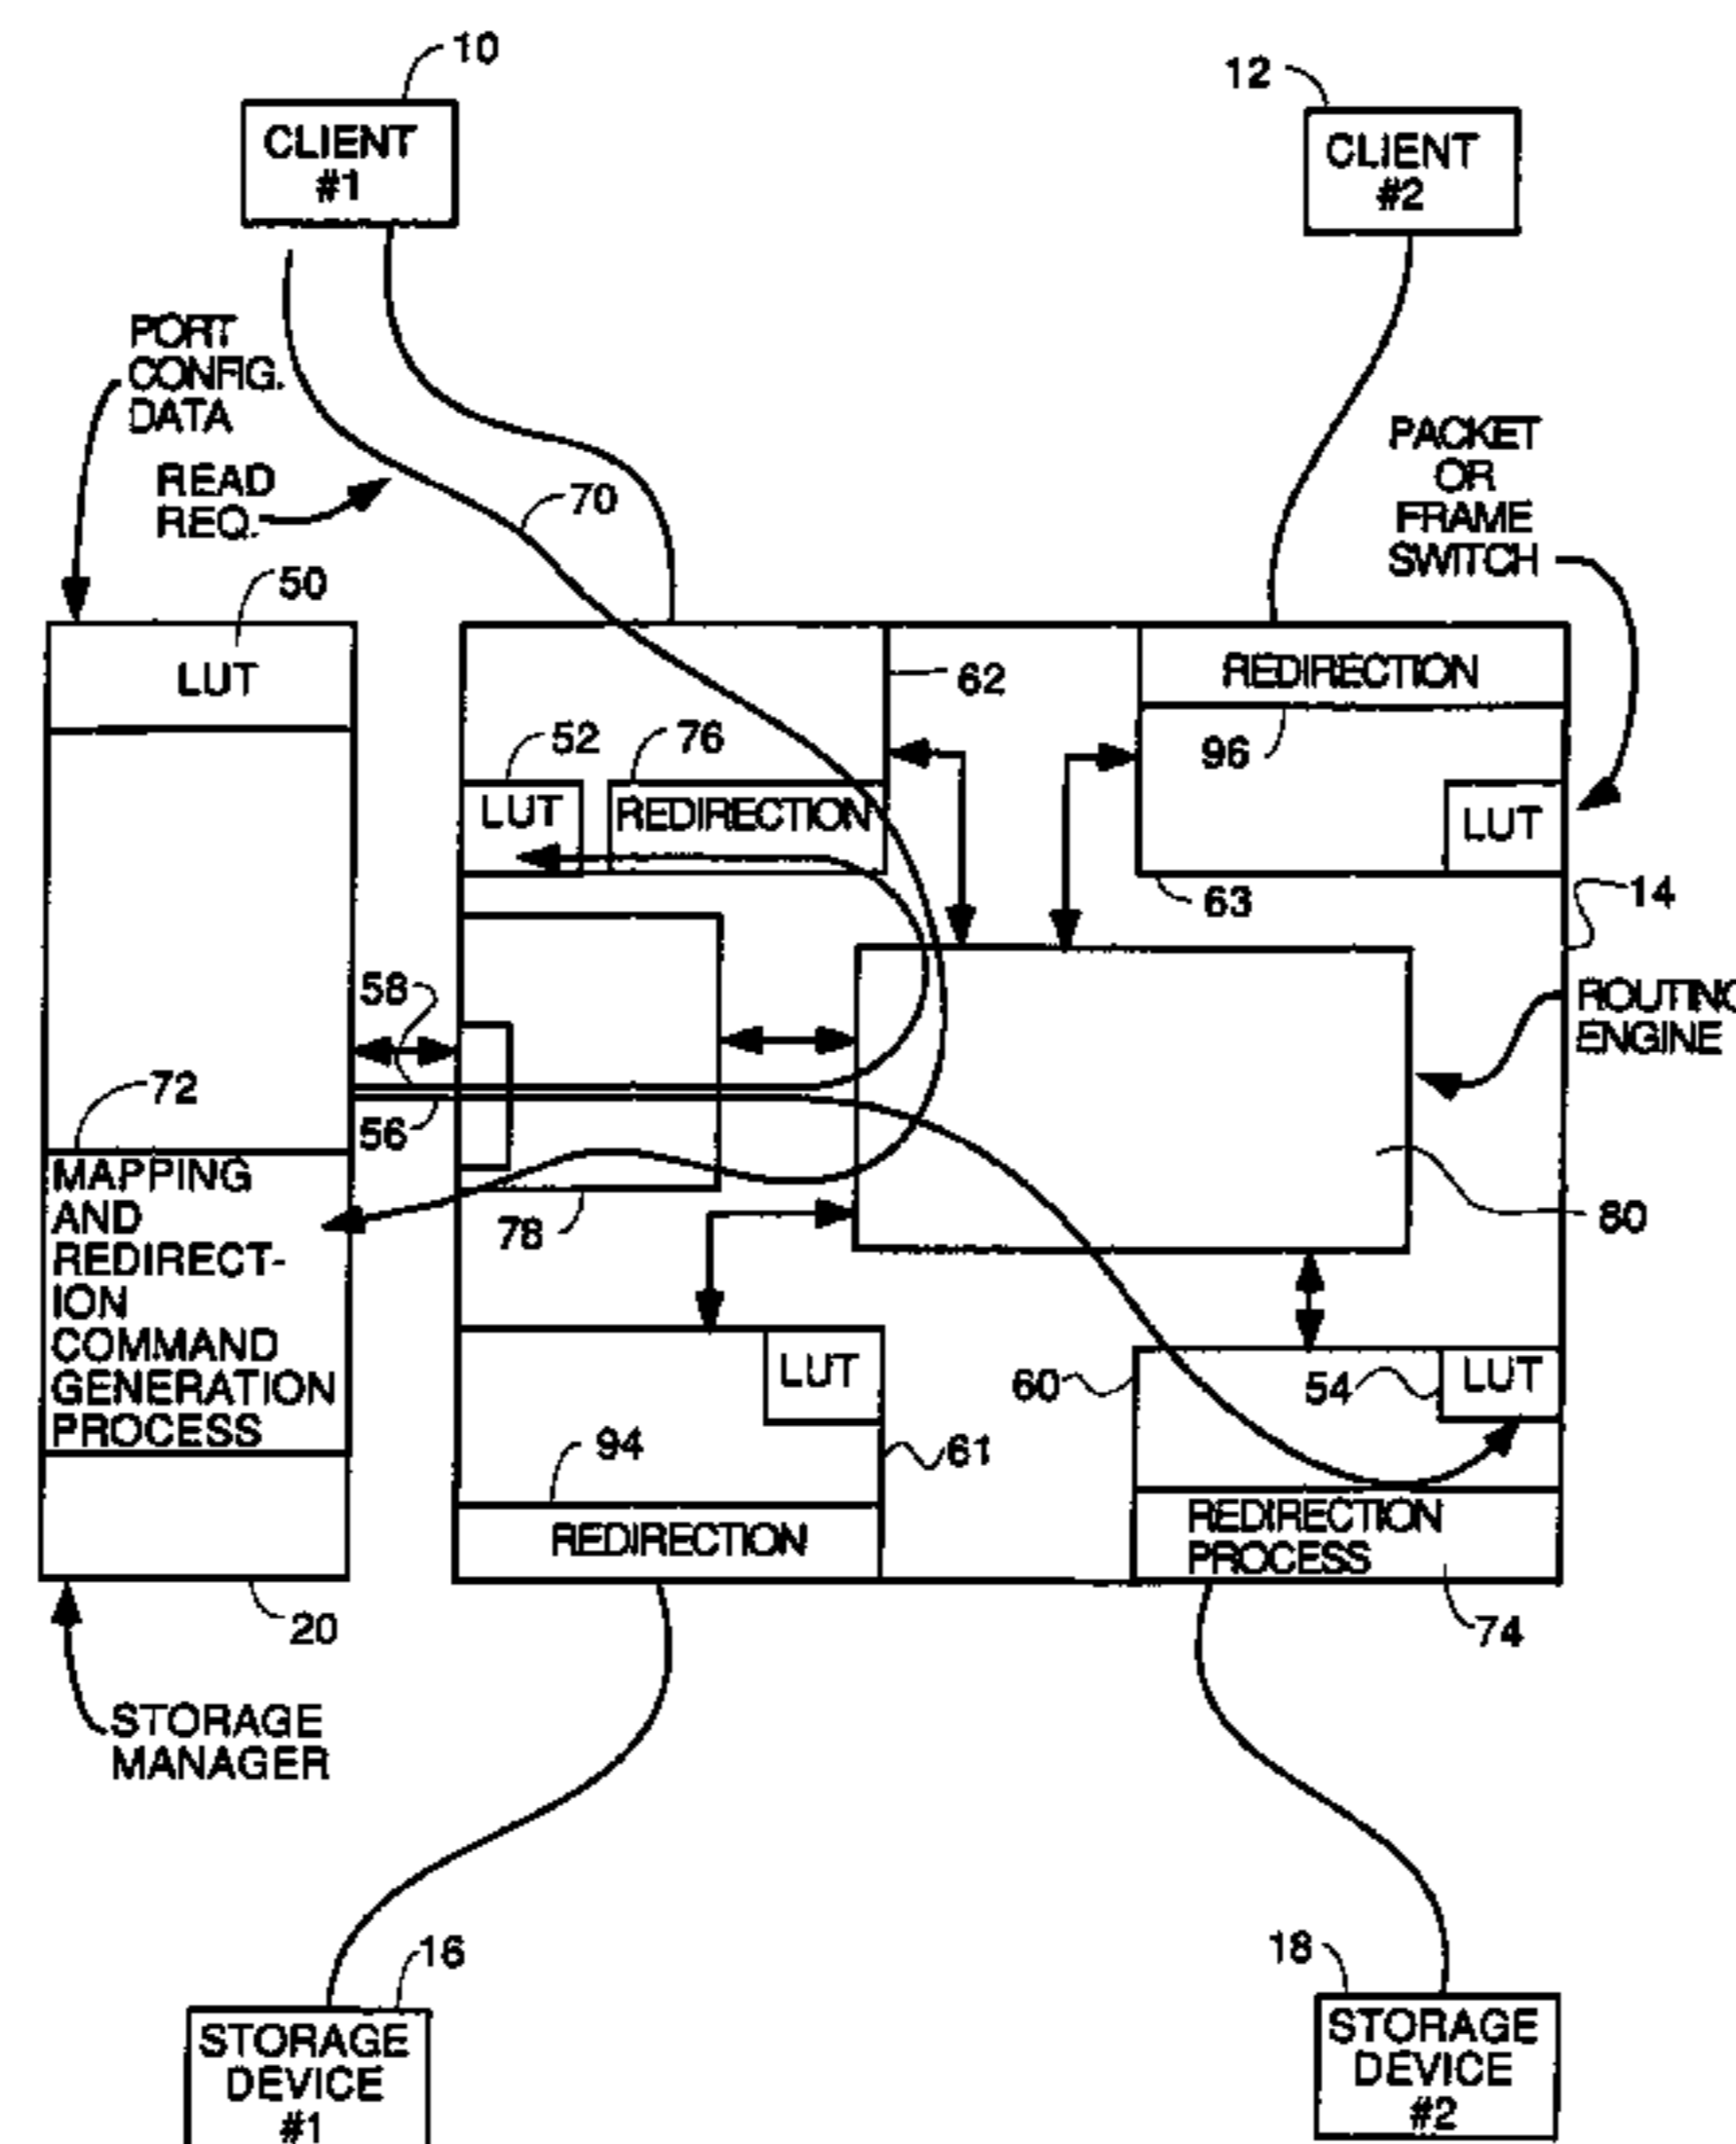 10
12
CLIENT
#1
CLIENT
#2
PORT
CONFIG.
DATA
READ
REQ.
70
PACKET
OR
FRAME
SWITCH
50
LUT
62
REDIRECTION
52
76
96
LUT
REDIRECTION
LUT
63
14
58
ROUTING
ENGINE
72
56
MAPPING
AND
REDIRECT-
ION
COMMAND
GENERATION
PROCESS
78
80
LUT
60
54
LUT
94
61
REDIRECTION
REDIRECTION
PROCESS
20
74
STORAGE
MANAGER
16
18
STORAGE
DEVICE
#1
STORAGE
DEVICE
#2